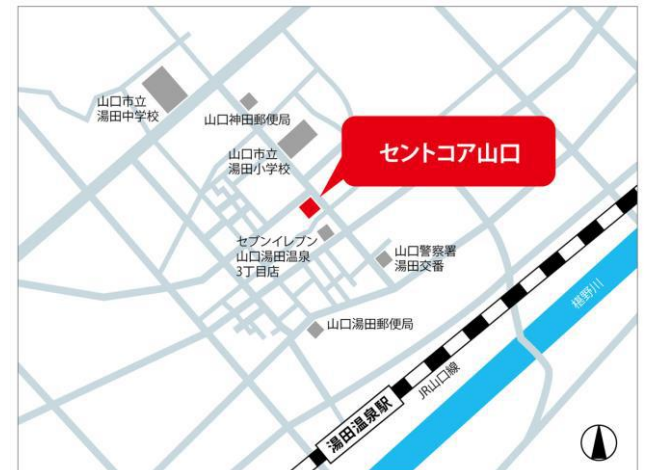 山口市立
湯田中学校
山口神田郵便局
山口市立
湯田小学校
セントコア山口
セブンイレブン
山口湯田温泉
3丁目店
山口警察署
湯田交番
山口湯田郵便局
椹野川
JR山口線
湯田温泉駅